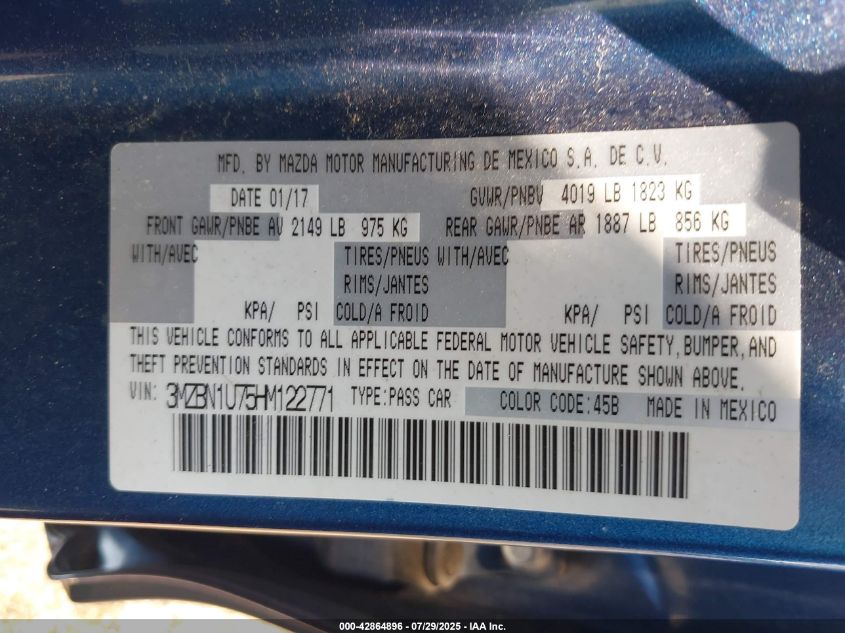 MFD. BY MAZDA MOTOR MANUFACTURING DE MEXICO S.A. DE C.V.
DATE 01/17 GVWR/PNBV 4019 LB 1823 KG
FRONT GAWR/PNBE AV 2149 LB 975 KG REAR GAWR/PNBE AR 1887 LB 856 KG
WITH/AVEC TIRES/PNEUS WITH/AVEC TIRES/PNEUS
RIMS/JANTES RIMS/JANTES
KPA/ PSI COLD/A FROID KPA/ PSI COLD/A FROID
THIS VEHICLE CONFORMS TO ALL APPLICABLE FEDERAL MOTOR VEHICLE SAFETY, BUMPER, AND
THEFT PREVENTION STANDARDS IN EFFECT ON THE DATE OF MANUFACTURE SHOWN ABOVE.
VIN: 3MZBN1U75HM122771 TYPE:PASS CAR COLOR CODE:45B MADE IN MEXICO
000-42864896 - 07/29/2025 - IAA Inc.